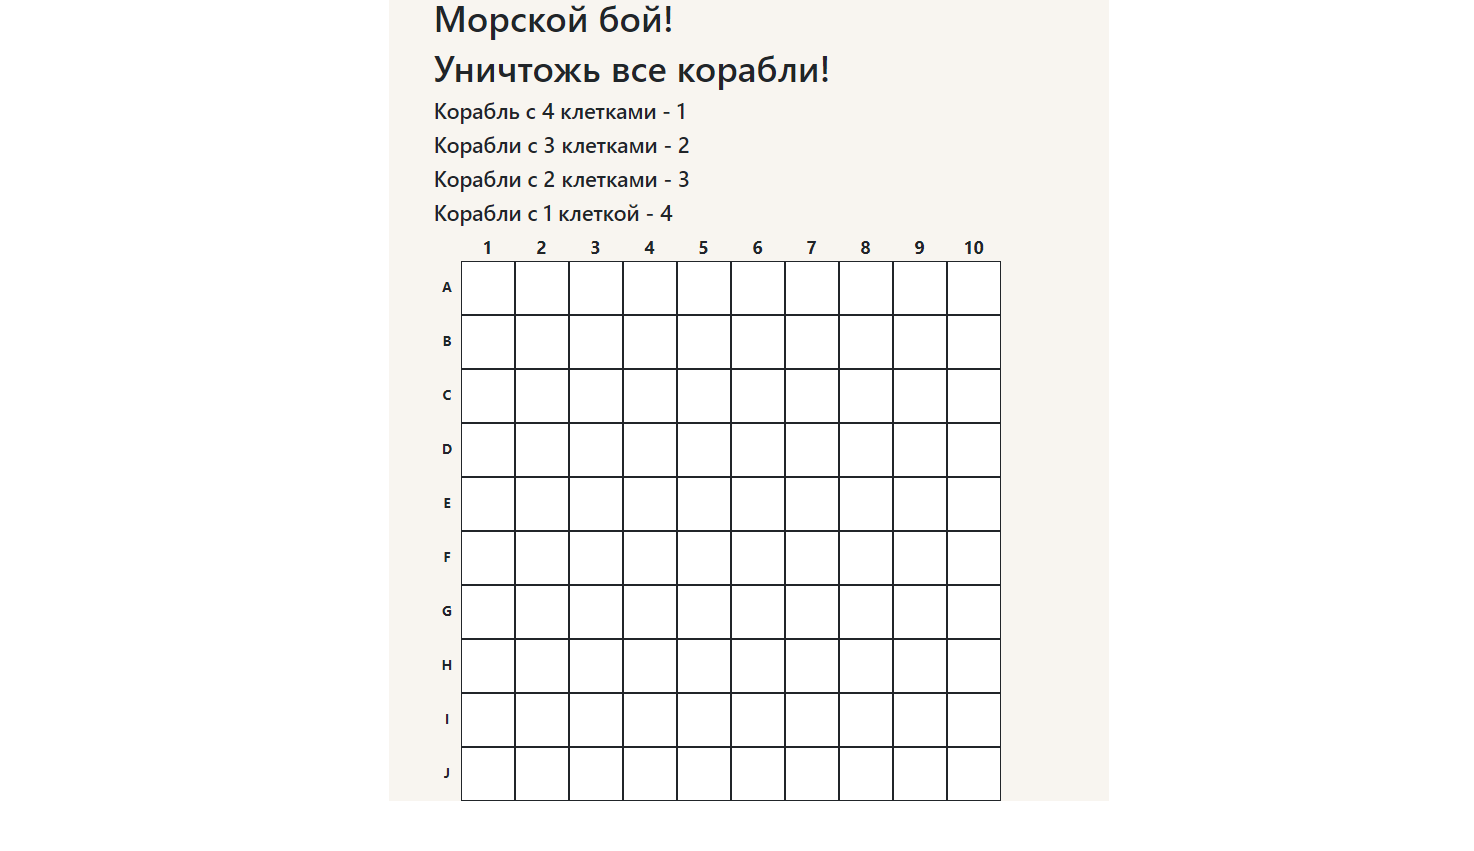 Морской бой!
Уничтожь все корабли!
Корабль с 4 клетками - 1
Корабли с 3 клетками - 2
Корабли с 2 клетками - 3
Корабли с 1 клеткой - 4
1 2 3 4 5 6 7 8 9 10
A
B
C
D
E
F
G
H
I
J